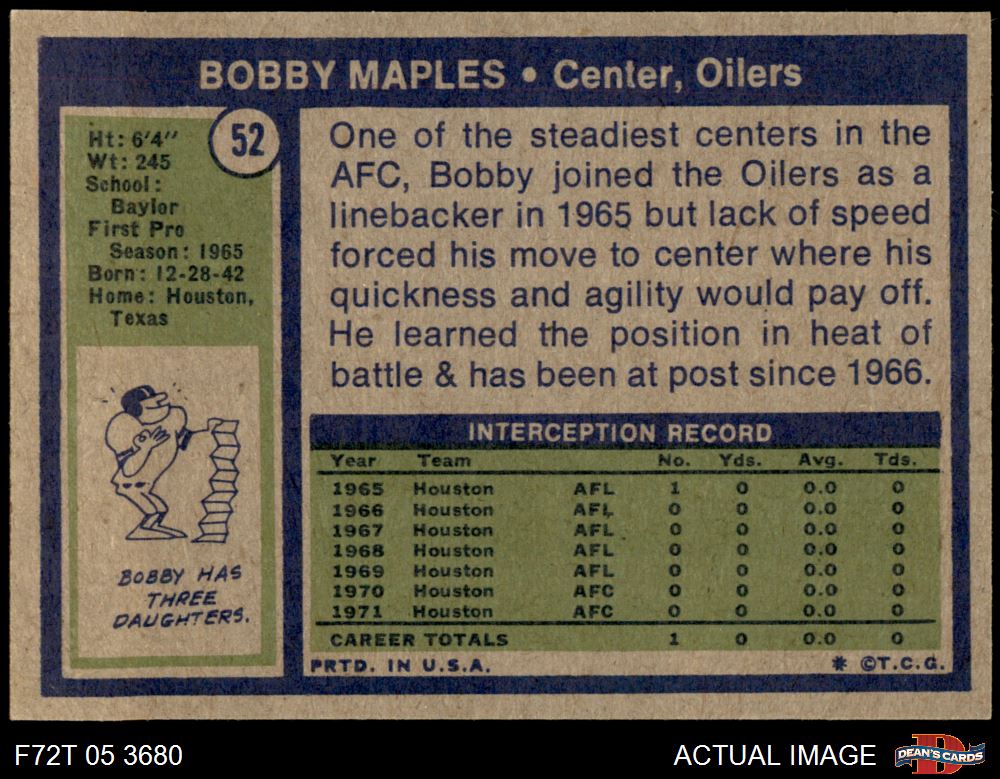 BOBBY MAPLES • Center, Oilers
52
Ht: 6'4"
Wt: 245
School:
Baylor
First Pro
Season: 1965
Born: 12-28-42
Home: Houston,
Texas
BOBBY HAS
THREE
DAUGHTERS.
One of the steadiest centers in the
AFC, Bobby joined the Oilers as a
linebacker in 1965 but lack of speed
forced his move to center where his
quickness and agility would pay off.
He learned the position in heat of
battle & has been at post since 1966.
INTERCEPTION RECORD
Year Team No. Yds. Avg. Tds.
1965 Houston AFL 1 0 0.0 0
1966 Houston AFL 0 0 0.0 0
1967 Houston AFL 0 0 0.0 0
1968 Houston AFL 0 0 0.0 0
1969 Houston AFL 0 0 0.0 0
1970 Houston AFC 0 0 0.0 0
1971 Houston AFC 0 0 0.0 0
CAREER TOTALS 1 0 0.0 0
PRTD. IN U.S.A. * ©T.C.G.
F72T 05 3680 ACTUAL IMAGE D DEAN'S CARDS